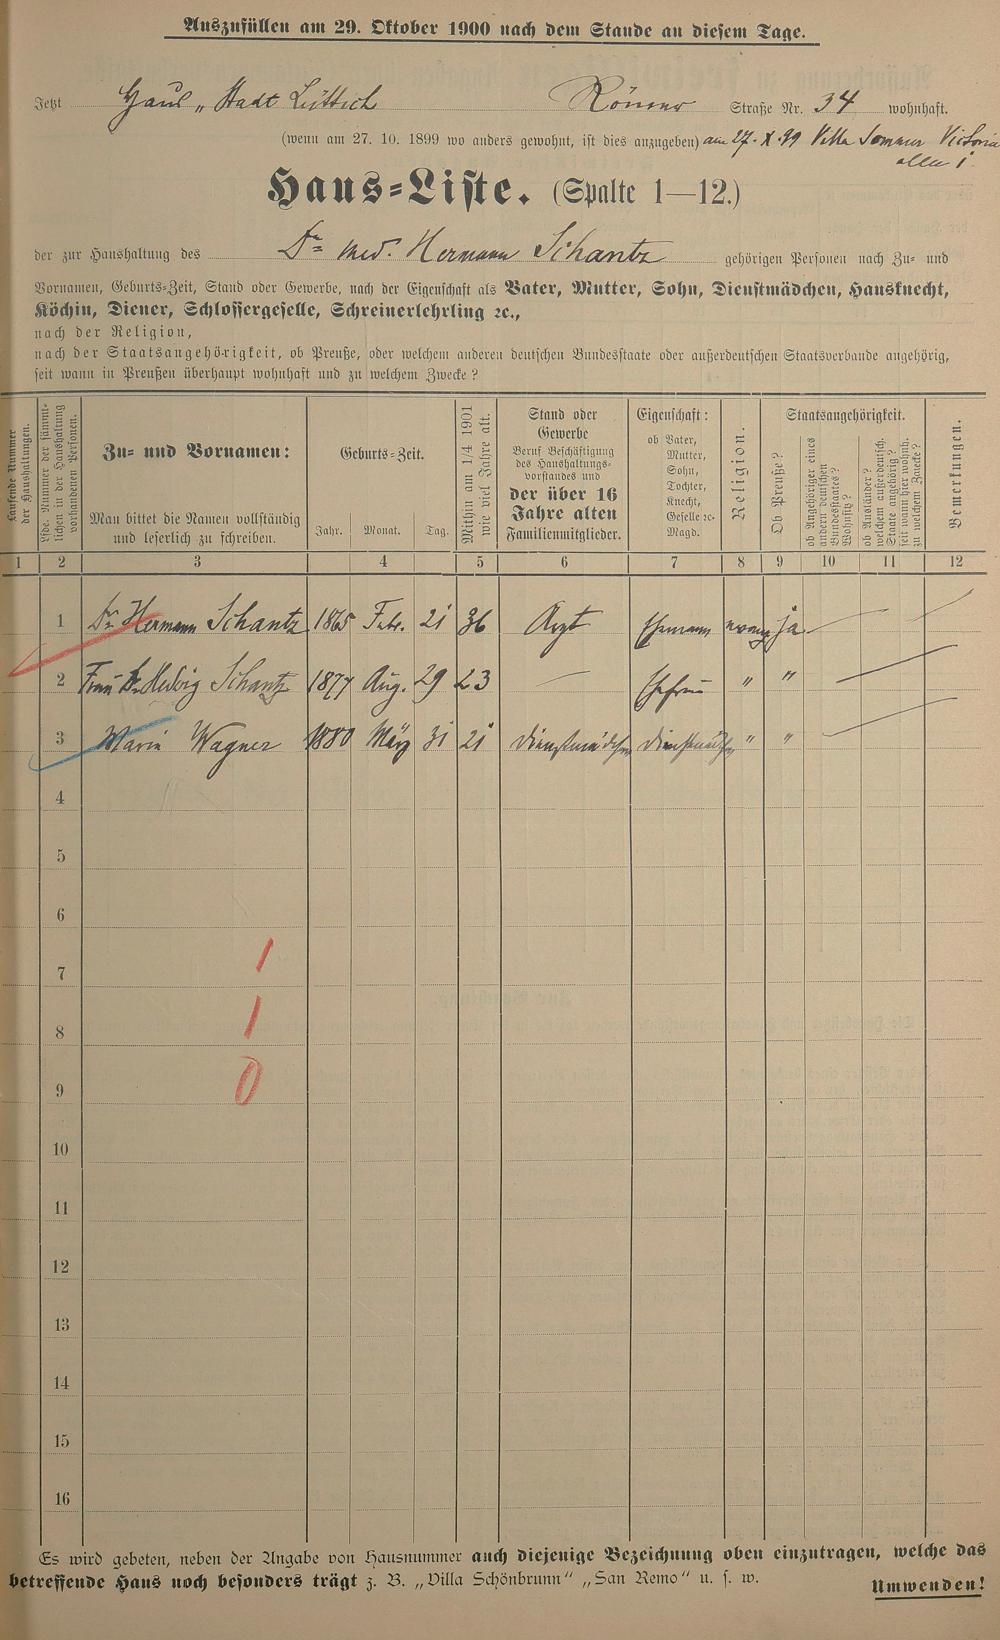 Auszufüllen am 29. Oktober 1900 nach dem Stande an diesem Tage.
Jetzt Haus „Stadt Lüttich Römer Straße Nr. 34 wohnhaft.
(wenn am 27. 10. 1899 wo anders gewohnt, ist dies anzugeben) am 27. X. 99 Villa Sommer Victoria
allee 1
Haus-Liste. (Spalte 1—12.)
der zur Haushaltung des Dr med. Hermann Schantz gehörigen Personen nach Zu- und
Vornamen, Geburts-Zeit, Stand oder Gewerbe, nach der Eigenschaft als Vater, Mutter, Sohn, Dienstmädchen, Hausknecht,
Köchin, Diener, Schlossergeselle, Schreinerlehrling ꝛc.,
nach der Religion,
nach der Staatsangehörigkeit, ob Preuße, oder welchem anderen deutschen Bundesstaate oder außerdeutschen Staatsverbande angehörig,
seit wann in Preußen überhaupt wohnhaft und zu welchem Zwecke?
Laufende Nummer der Haushaltungen.
Lfde. Nummer der sämmtlichen in der Haushaltung vorhandenen Personen.
Zu- und Vornamen:
Man bittet die Namen vollständig
und leserlich zu schreiben.
Geburts-Zeit.
Jahr. Monat. Tag.
Mithin am 1/4 1901 wie viel Jahre alt.
Stand oder
Gewerbe
Beruf Beschäftigung
des Haushaltungs-
vorstandes und
der über 16
Jahre alten
Familienmitglieder.
Eigenschaft:
ob Vater,
Mutter,
Sohn,
Tochter,
Knecht,
Geselle ꝛc.
Magd.
Religion.
Staatsangehörigkeit.
Ob Preuße?
ob Angehöriger eines andern deutschen Bundesstaates? Wohnsitz?
ob Ausländer? welchem außerdeutsch. Staate angehörig? seit wann hier wohnh. zu welchem Zwecke?
Bemerkungen.
1 2 3 4 5 6 7 8 9 10 11 12
1 Dr Hermann Schantz 1865 Febr. 21 36 Arzt Ehemann evang. ja
2 Frau Dr Hedwig Schantz 1877 Aug. 29 23 — Ehefrau " "
3 Maria Wagner 1880 März 31 21 Dienstmädchen Dienstmädchen " "
4
5
6
7 1
8 1
9 0
10
11
12
13
14
15
16
Es wird gebeten, neben der Angabe von Hausnummer auch diejenige Bezeichnung oben einzutragen, welche das
betreffende Haus noch besonders trägt z. B. „Villa Schönbrunn" „San Remo" u. s. w.
Umwenden!